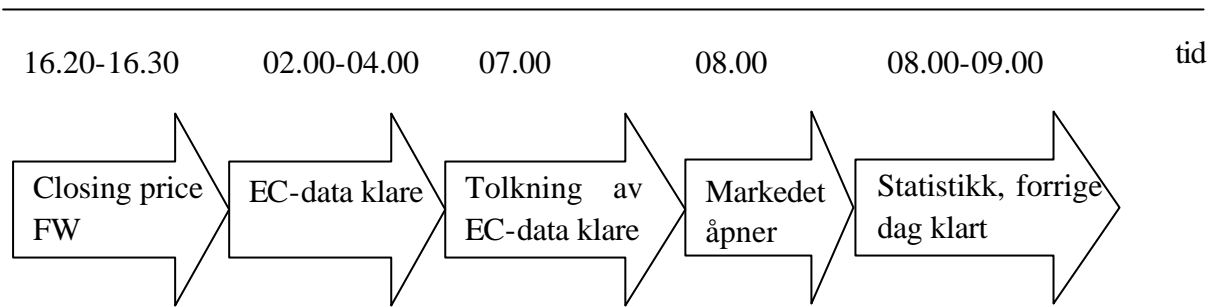 16.20-16.30 02.00-04.00 07.00 08.00 08.00-09.00 tid
Closing price
FW
EC-data klare
Tolkning av
EC-data klare
Markedet
åpner
Statistikk, forrige
dag klart